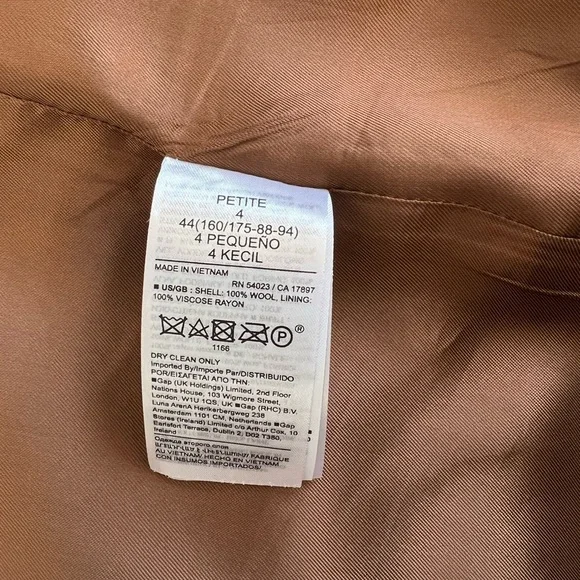 PETITE
4
44(160/175-88-94)
4 PEQUEÑO
4 KECIL
MADE IN VIETNAM RN 54023 / CA 17897
■ US/GB : SHELL: 100% WOOL, LINING:
100% VISCOSE RAYON
P
1166
DRY CLEAN ONLY
Imported By/Importe Par/DISTRIBUIDO
POR/ΕΙΣΑΓΕΤΑΙ ΑΠΟ ΤΗΝ:
■Gap (UK Holdings) Limited, 2nd Floor
Nations House, 103 Wigmore Street,
London, W1U 1QS, UK ■Gap (RHC) B.V.
Luna ArenA Herikerbergweg 238
Amsterdam 1101 CM, Netherlands ■Gap
Stores (Ireland) Limited c/o Arthur Cox, 10
Earlsfort Terrace, Dublin 2, D02 T380,
Ireland
Одежда второго слоя
FABRIQUE
AU VIETNAM/ HECHO EN VIETNAM
CON INSUMOS IMPORTADOS/